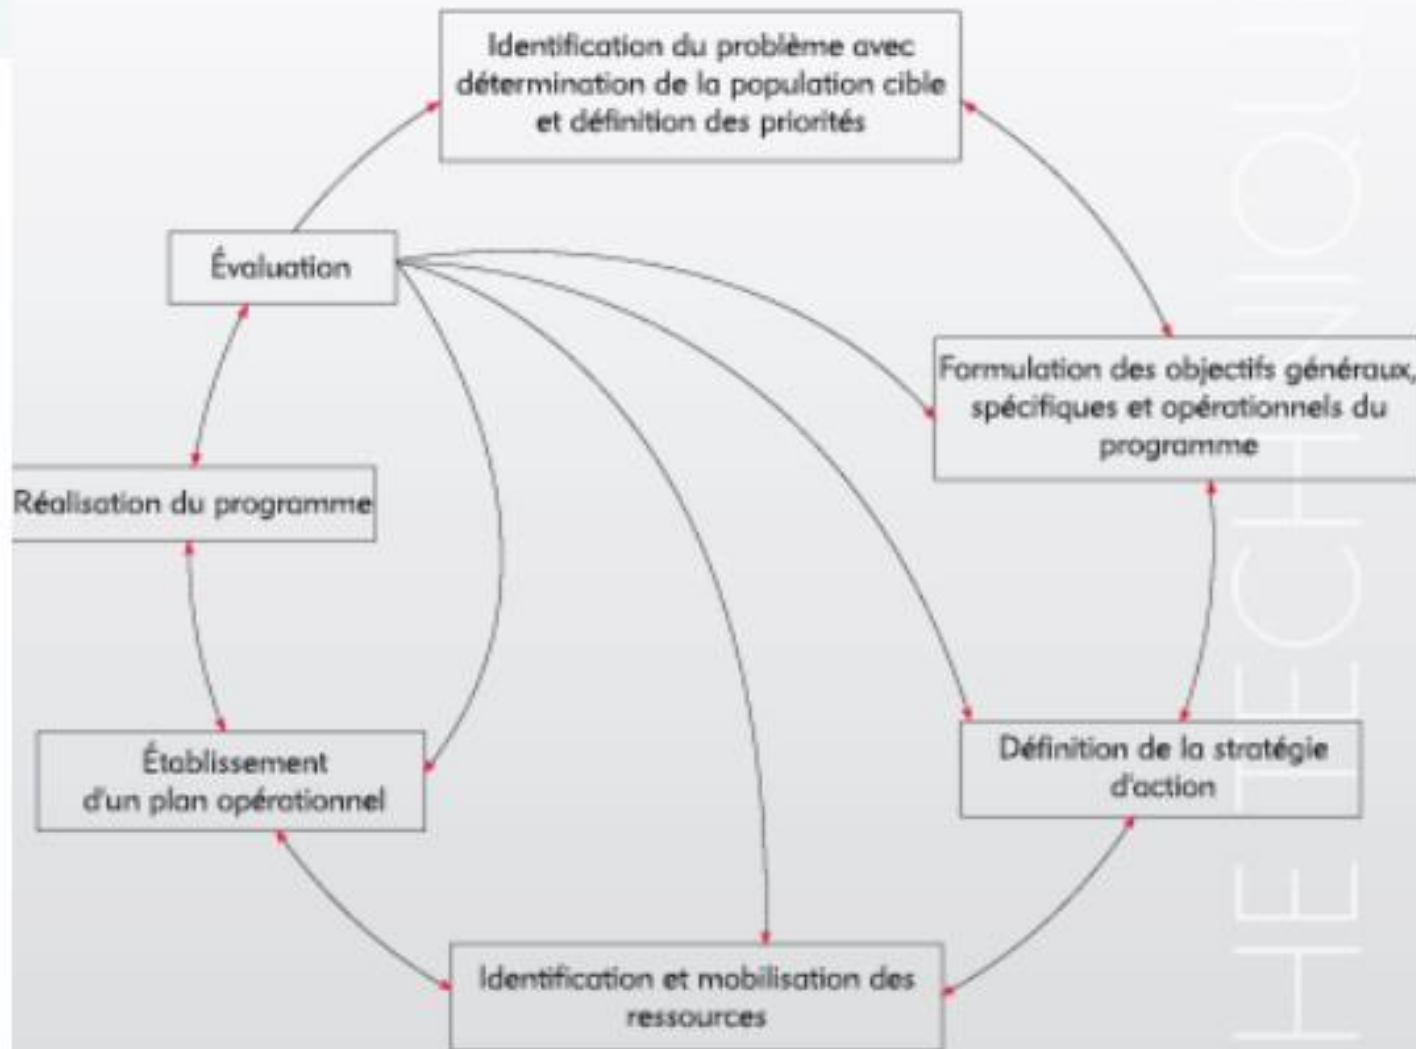 Identification du problème avec
détermination de la population cible
et définition des priorités
Évaluation
Formulation des objectifs généraux,
spécifiques et opérationnels du
programme
Réalisation du programme
Définition de la stratégie
d'action
Établissement
d'un plan opérationnel
Identification et mobilisation des
ressources
HE TECHNIQU